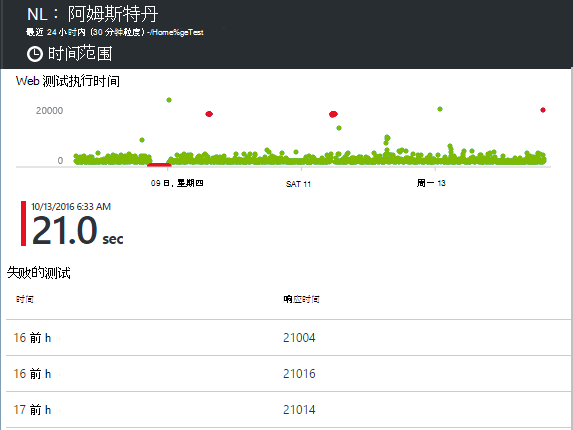 NL： 阿姆斯特丹
最近 24 小时内 (30 分钟粒度) -/Home%geTest
时间范围
Web 测试执行时间
20000
0
09 日, 星期四 SAT 11 周一 13
10/13/2016 6:33 AM
21.0 sec
失败的测试
时间 响应时间
16 前 h 21004
16 前 h 21016
17 前 h 21014